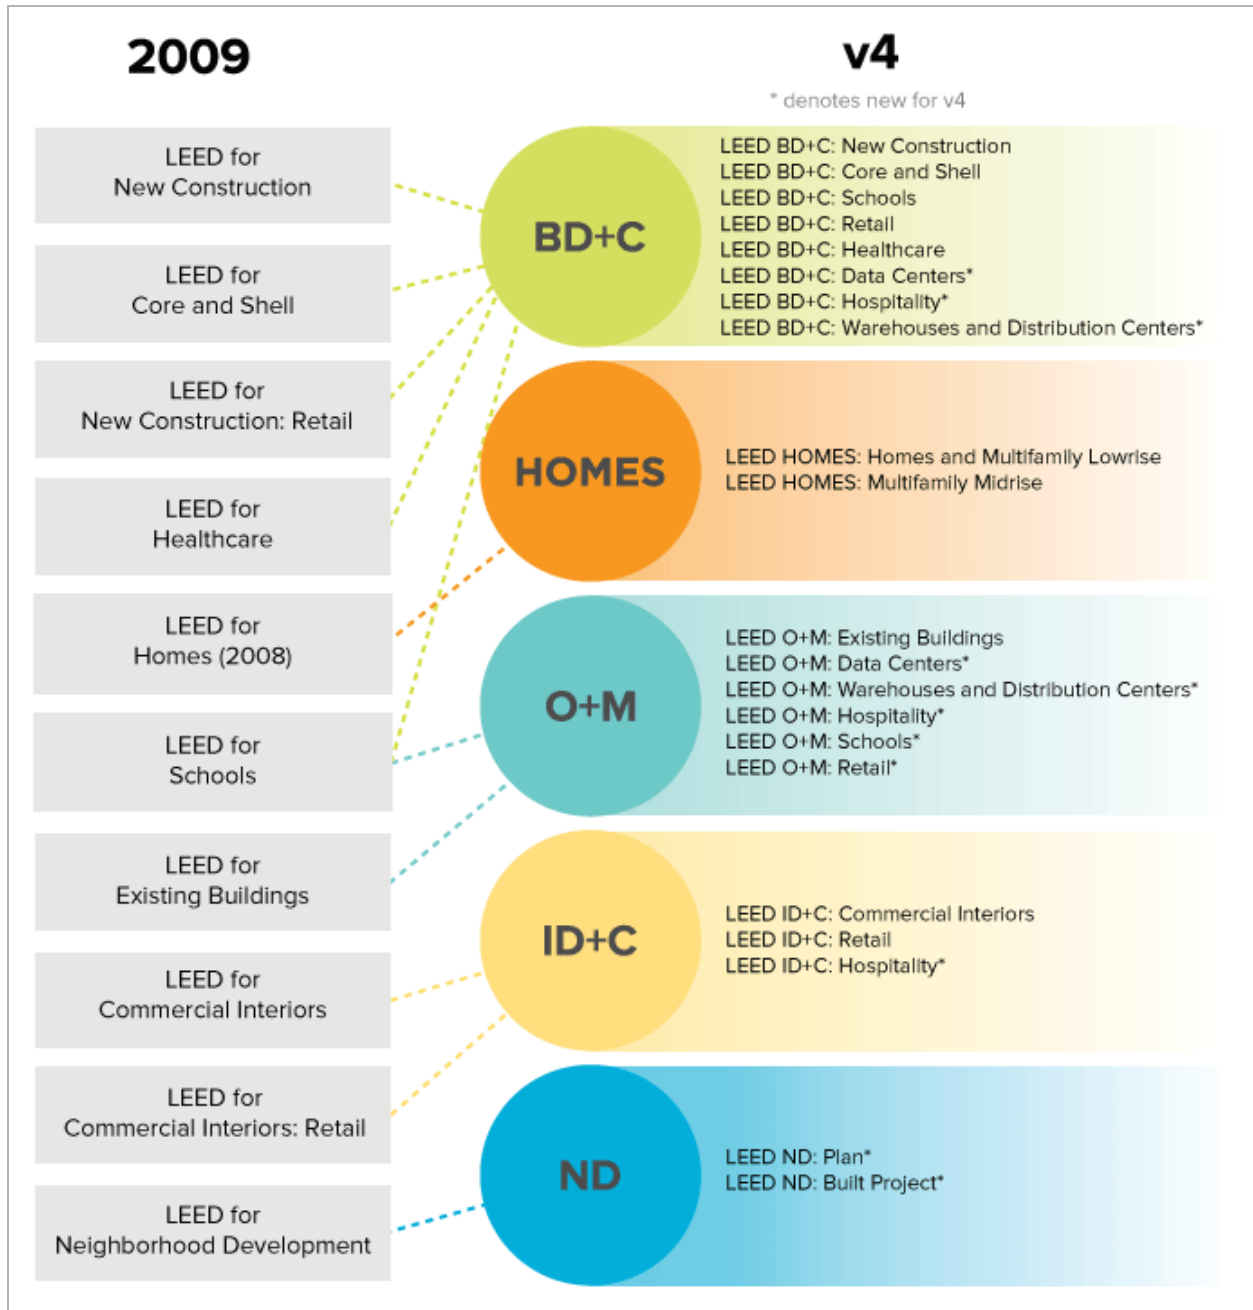 2009
LEED for
New Construction
LEED for
Core and Shell
LEED for
New Construction: Retail
LEED for
Healthcare
LEED for
Homes (2008)
LEED for
Schools
LEED for
Existing Buildings
LEED for
Commercial Interiors
LEED for
Commercial Interiors: Retail
LEED for
Neighborhood Development
v4
* denotes new for v4
BD+C
LEED BD+C: New Construction
LEED BD+C: Core and Shell
LEED BD+C: Schools
LEED BD+C: Retail
LEED BD+C: Healthcare
LEED BD+C: Data Centers*
LEED BD+C: Hospitality*
LEED BD+C: Warehouses and Distribution Centers*
HOMES
LEED HOMES: Homes and Multifamily Lowrise
LEED HOMES: Multifamily Midrise
O+M
LEED O+M: Existing Buildings
LEED O+M: Data Centers*
LEED O+M: Warehouses and Distribution Centers*
LEED O+M: Hospitality*
LEED O+M: Schools*
LEED O+M: Retail*
ID+C
LEED ID+C: Commercial Interiors
LEED ID+C: Retail
LEED ID+C: Hospitality*
ND
LEED ND: Plan*
LEED ND: Built Project*